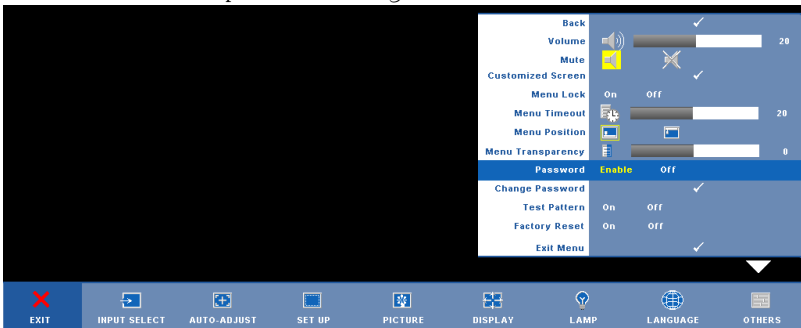 Back
Volume 20
Mute
Customized Screen
Menu Lock On Off
Menu Timeout 20
Menu Position
Menu Transparency 0
Password Enable Off
Change Password
Test Pattern On Off
Factory Reset On Off
Exit Menu
EXIT INPUT SELECT AUTO-ADJUST SET UP PICTURE DISPLAY LAMP LANGUAGE OTHERS